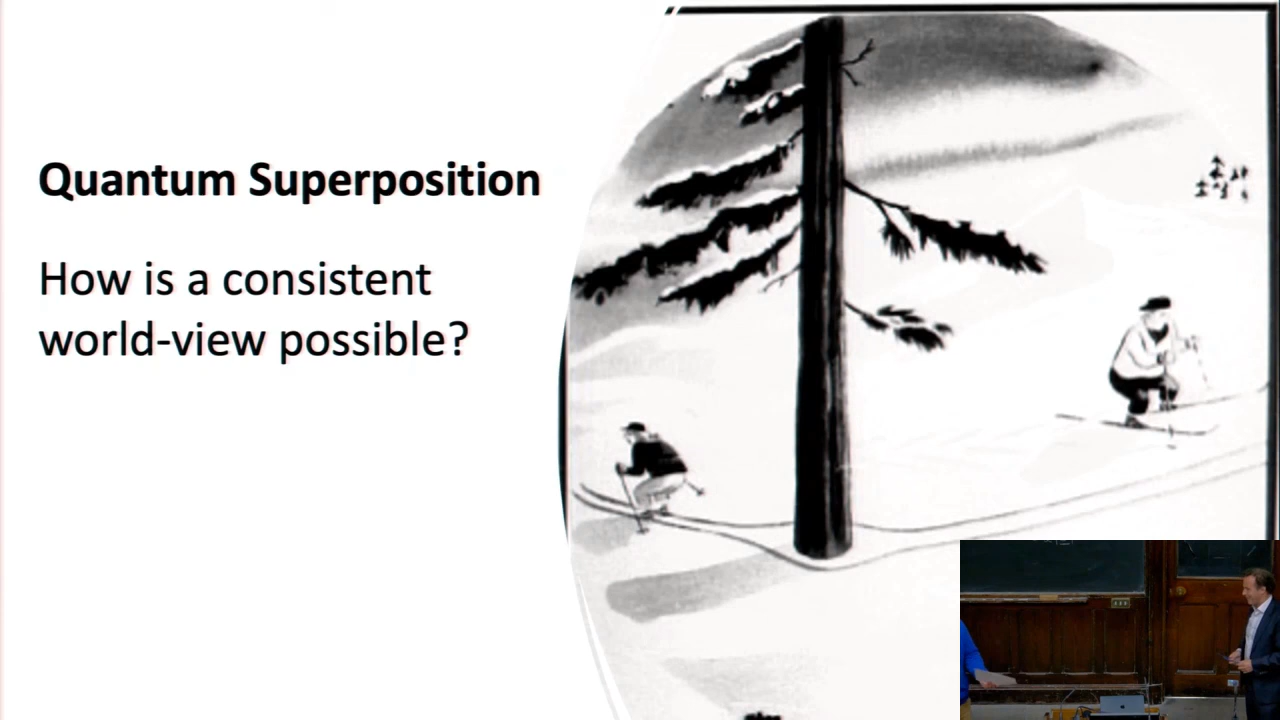 Quantum Superposition
How is a consistent
world-view possible?